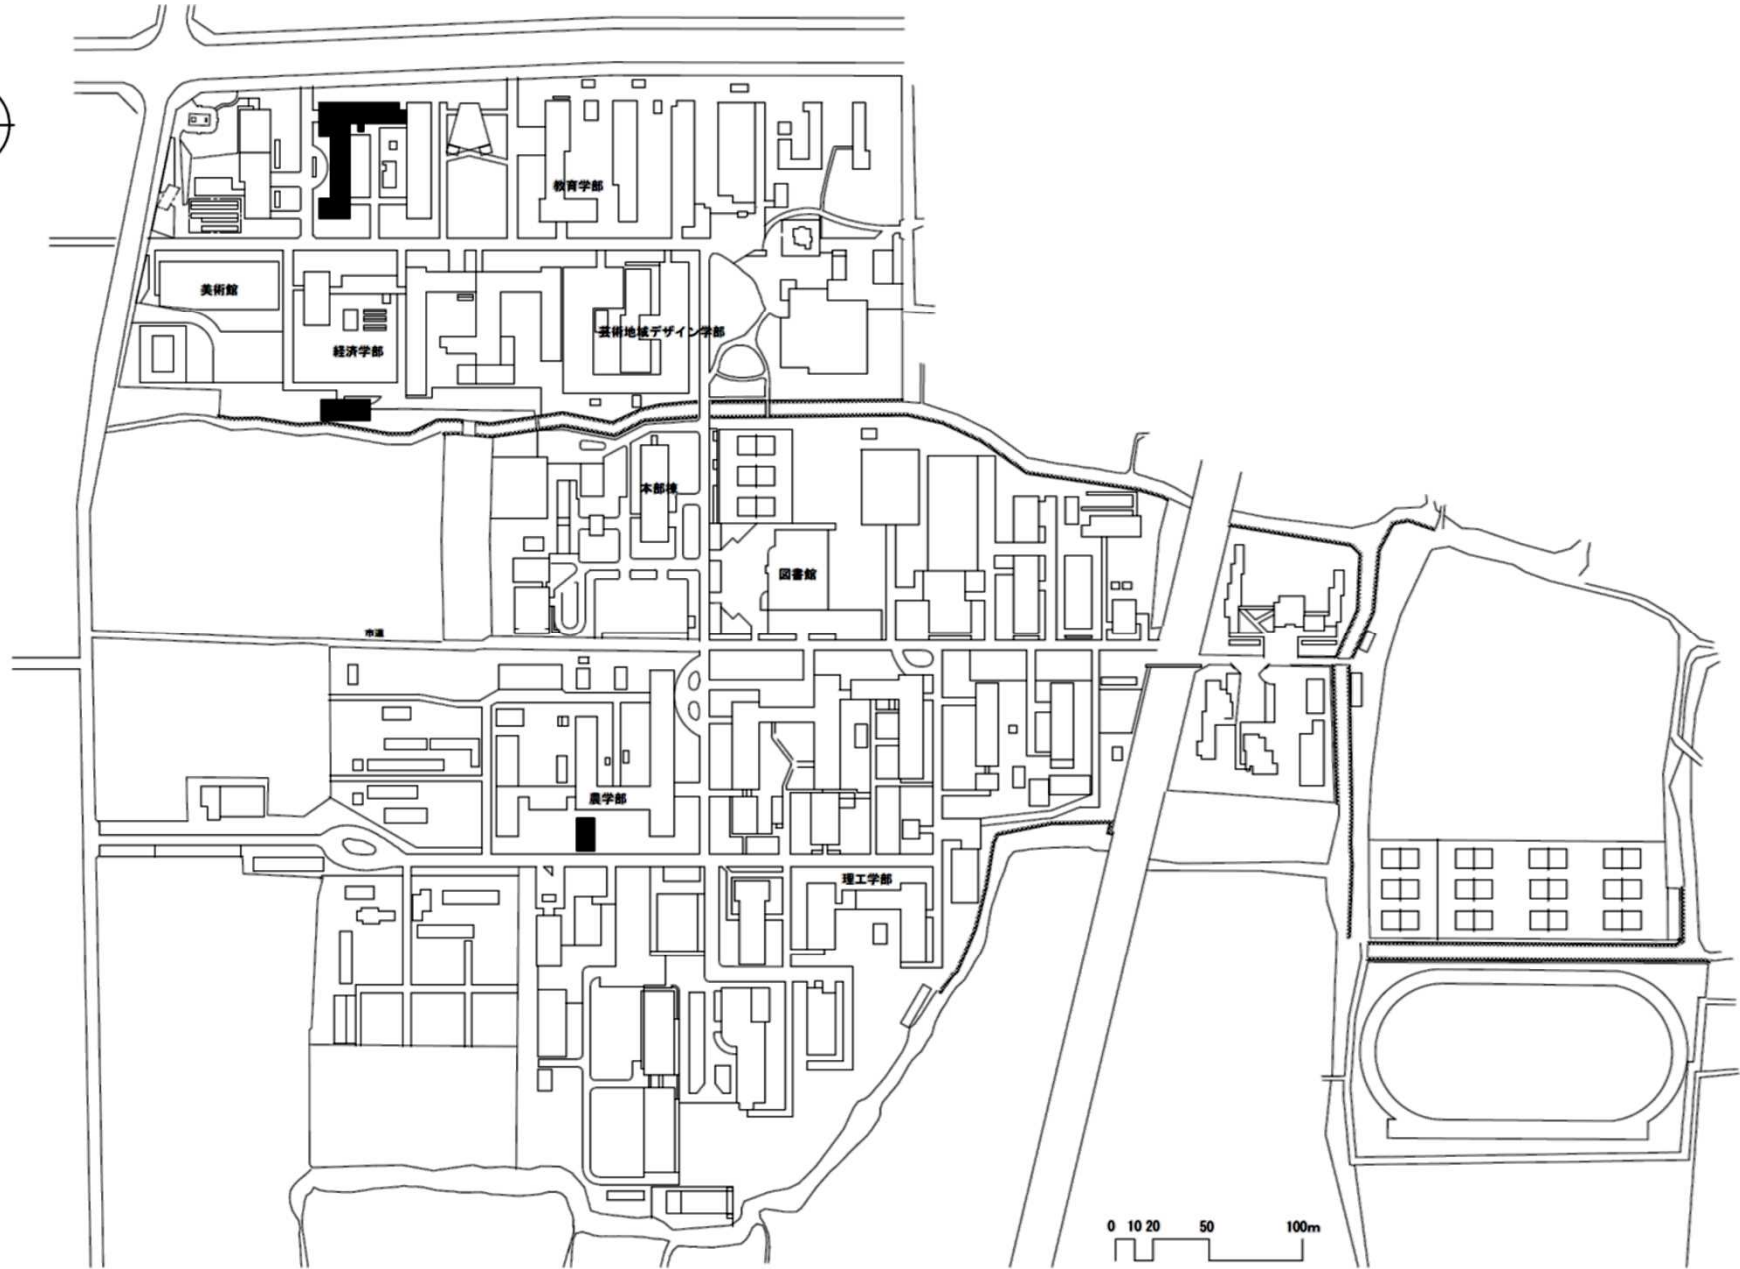 教育学部
美術館
芸術地域デザイン学部
経済学部
本部棟
図書館
市道
農学部
理工学部
0 10 20 50 100m